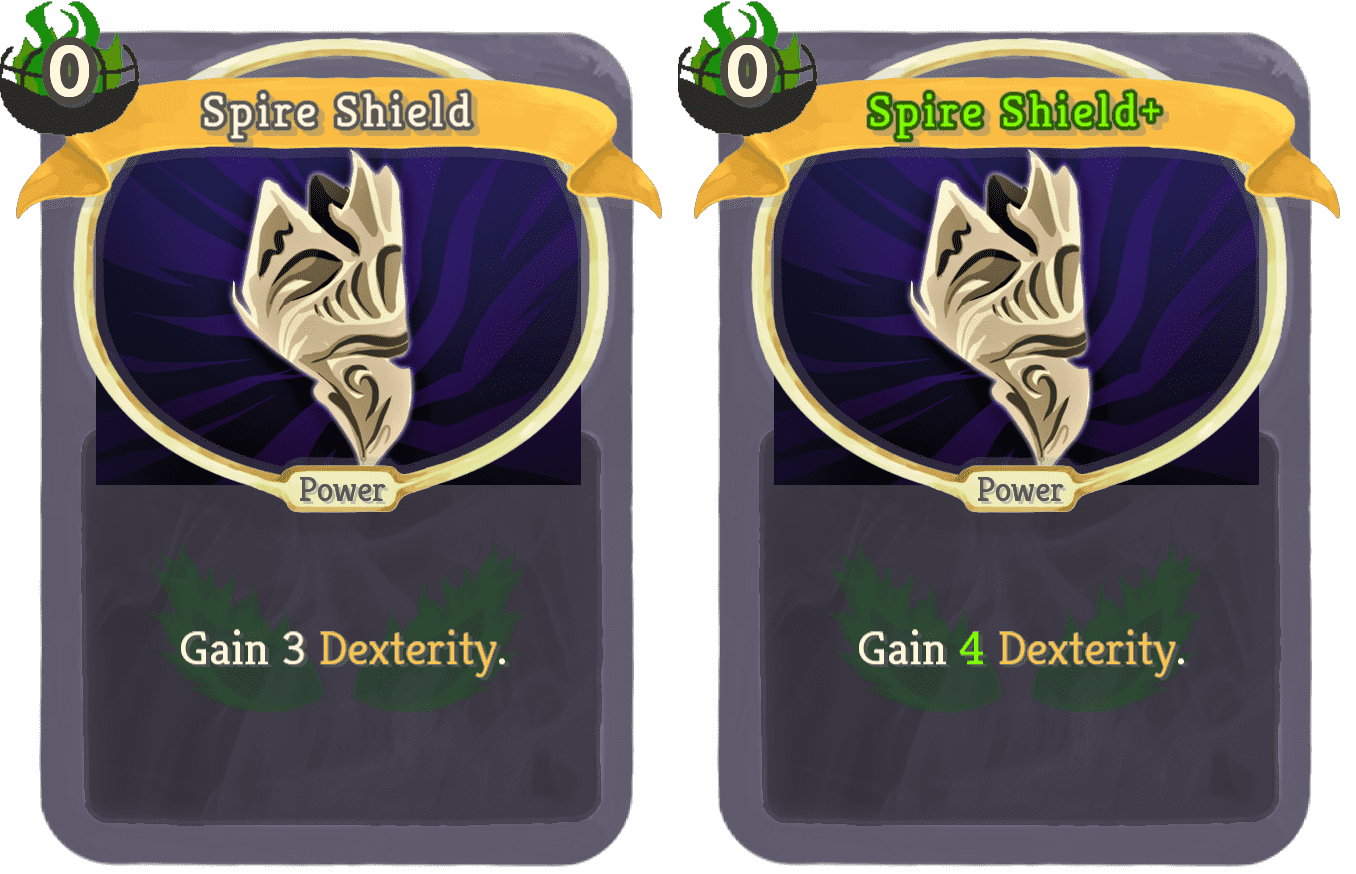 0
Spire Shield
Power
Gain 3 Dexterity.
0
Spire Shield+
Power
Gain 4 Dexterity.